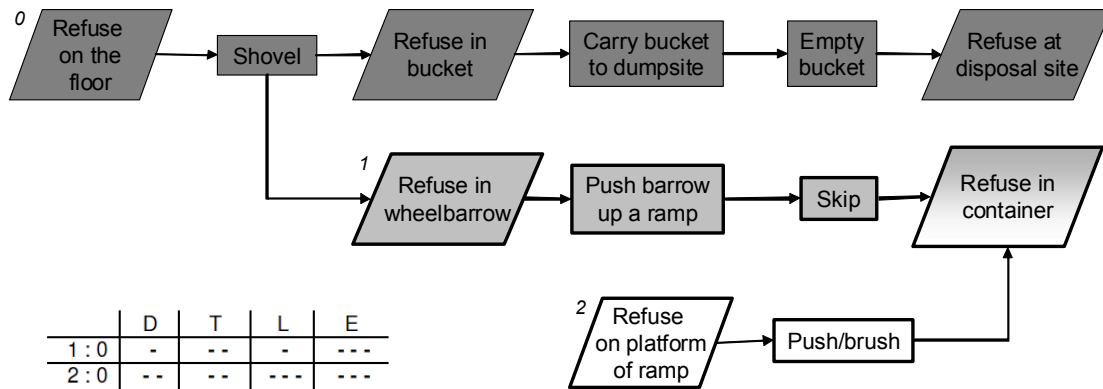 0
Refuse
on the
floor
Shovel
Refuse in
bucket
Carry bucket
to dumpsite
Empty
bucket
Refuse at
disposal site
1
Refuse in
wheelbarrow
Push barrow
up a ramp
Skip
Refuse in
container
2
Refuse
on platform
of ramp
Push/brush
D T L E
1 : 0 - -- - ---
2 : 0 -- -- --- ---